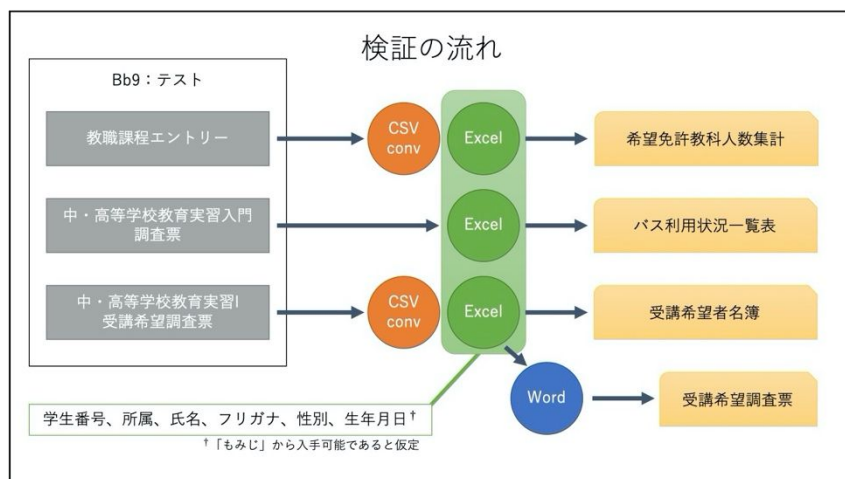 検証の流れ
Bb9:テスト
教職課程エントリー
CSV
conv
Excel
希望免許教科人数集計
中・高等学校教育実習入門
調査票
Excel
バス利用状況一覧表
中・高等学校教育実習I
受講希望調査票
CSV
conv
Excel
受講希望者名簿
Word
受講希望調査票
学生番号、所属、氏名、フリガナ、性別、生年月日†
†「もみじ」から入手可能であると仮定